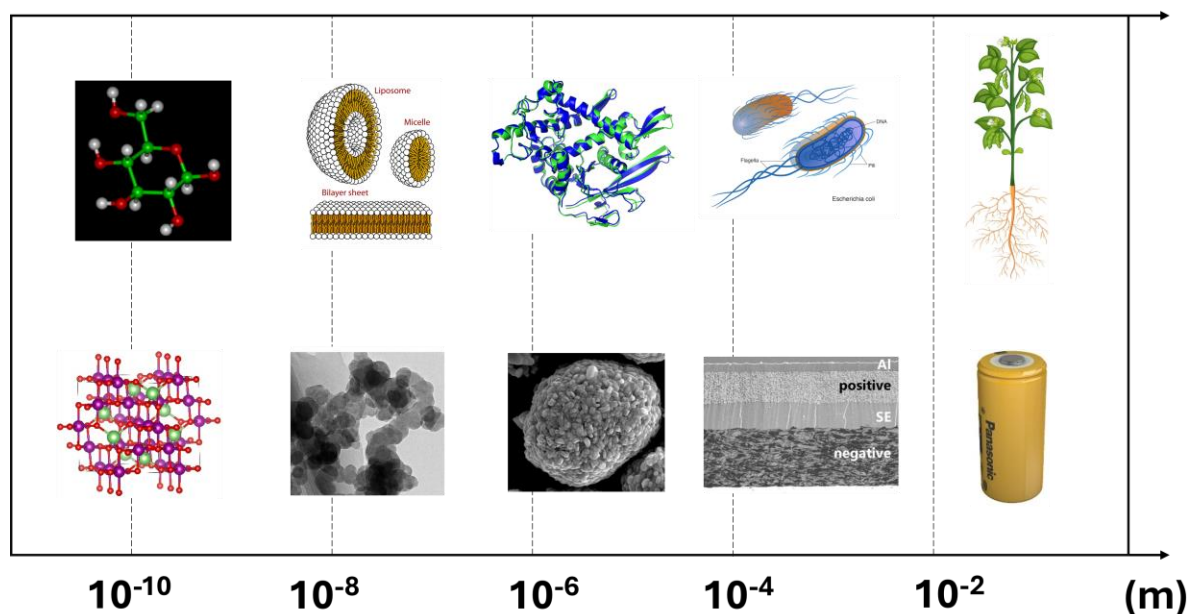 Liposome
Micelle
Bilayer sheet
DNA
Flagella
Pili
Escherichia coli
Al
positive
SE
negative
Panasonic
10-10
10-8
10-6
10-4
10-2
(m)